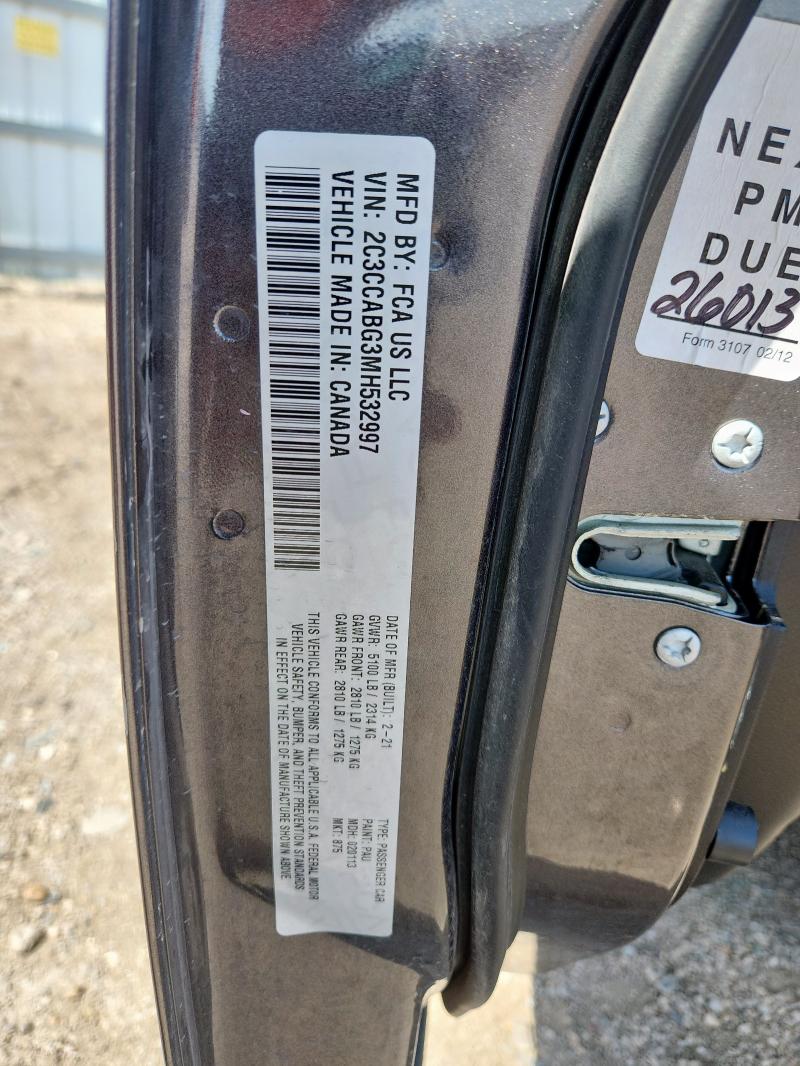 MFD BY: FCA US LLC
VIN: 2C3CCABG3MH532997
VEHICLE MADE IN: CANADA
DATE OF MFR (BUILT): 2-21
GVWR: 5100 LB / 2314 KG
GAWR FRONT: 2810 LB / 1275 KG
GAWR REAR: 2810 LB / 1275 KG
THIS VEHICLE CONFORMS TO ALL APPLICABLE U.S.A. FEDERAL MOTOR
VEHICLE SAFETY, BUMPER, AND THEFT PREVENTION STANDARDS
IN EFFECT ON THE DATE OF MANUFACTURE SHOWN ABOVE.
TYPE: PASSENGER CAR
PAINT: PAU
MDH: 020113
MKT: 875
NEX
PM
DUE
26013
Form 3107 02/12